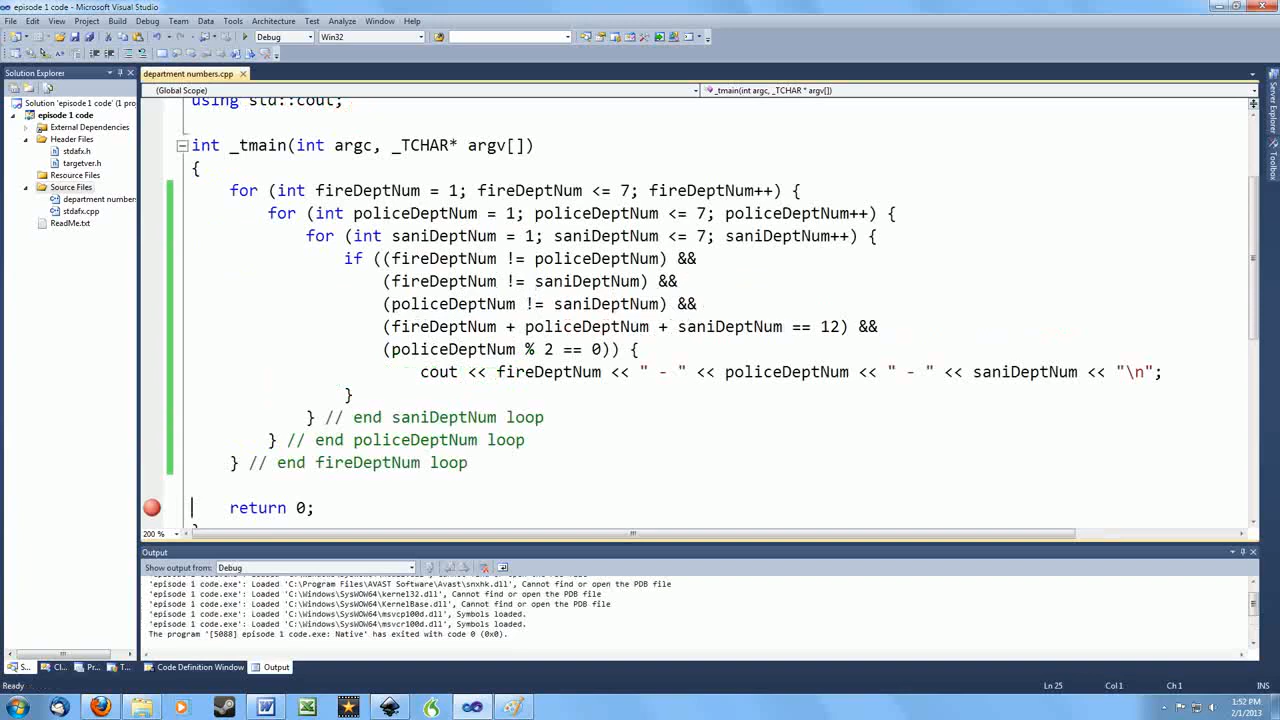 episode 1 code - Microsoft Visual Studio
File Edit View Project Build Debug Team Data Tools Architecture Test Analyze Window Help
Debug Win32
Solution Explorer
department numbers.cpp
(Global Scope) _tmain(int argc, _TCHAR * argv[])
Solution 'episode 1 code' (1 pro
episode 1 code
External Dependencies
Header Files
stdafx.h
targetver.h
Resource Files
Source Files
department numbers
stdafx.cpp
ReadMe.txt
using std::cout;
int _tmain(int argc, _TCHAR* argv[])
{
for (int fireDeptNum = 1; fireDeptNum <= 7; fireDeptNum++) {
for (int policeDeptNum = 1; policeDeptNum <= 7; policeDeptNum++) {
for (int saniDeptNum = 1; saniDeptNum <= 7; saniDeptNum++) {
if ((fireDeptNum != policeDeptNum) &&
(fireDeptNum != saniDeptNum) &&
(policeDeptNum != saniDeptNum) &&
(fireDeptNum + policeDeptNum + saniDeptNum == 12) &&
(policeDeptNum % 2 == 0)) {
cout << fireDeptNum << " - " << policeDeptNum << " - " << saniDeptNum << "\n";
}
} // end saniDeptNum loop
} // end policeDeptNum loop
} // end fireDeptNum loop
return 0;
200 %
Server Explorer
Toolbox
Output
Show output from: Debug
'episode 1 code.exe': Loaded 'C:\Program Files\AVAST Software\Avast\snxhk.dll', Cannot find or open the PDB file
'episode 1 code.exe': Loaded 'C:\Windows\SysWOW64\kernel32.dll', Cannot find or open the PDB file
'episode 1 code.exe': Loaded 'C:\Windows\SysWOW64\KernelBase.dll', Cannot find or open the PDB file
'episode 1 code.exe': Loaded 'C:\Windows\SysWOW64\msvcp100d.dll', Symbols loaded.
'episode 1 code.exe': Loaded 'C:\Windows\SysWOW64\msvcr100d.dll', Symbols loaded.
The program '[5088] episode 1 code.exe: Native' has exited with code 0 (0x0).
S... Cl... Pr... T... Code Definition Window Output
Ready Ln 25 Col 1 Ch 1 INS
1:52 PM
2/1/2013